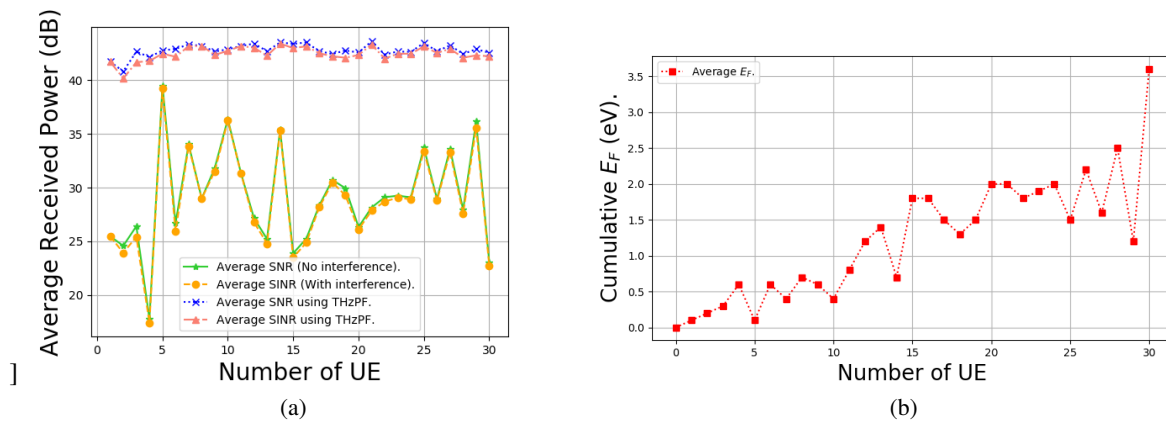 Average Received Power (dB)
40
35
30
25
20
0
5
10
15
20
25
30
Average SNR (No interference).
Average SINR (With interference).
Average SNR using THzPF.
Average SINR using THzPF.
Number of UE
]
(a)
Cumulative E_F (eV).
3.5
3.0
2.5
2.0
1.5
1.0
0.5
0.0
0
5
10
15
20
25
30
Average E_F.
Number of UE
(b)